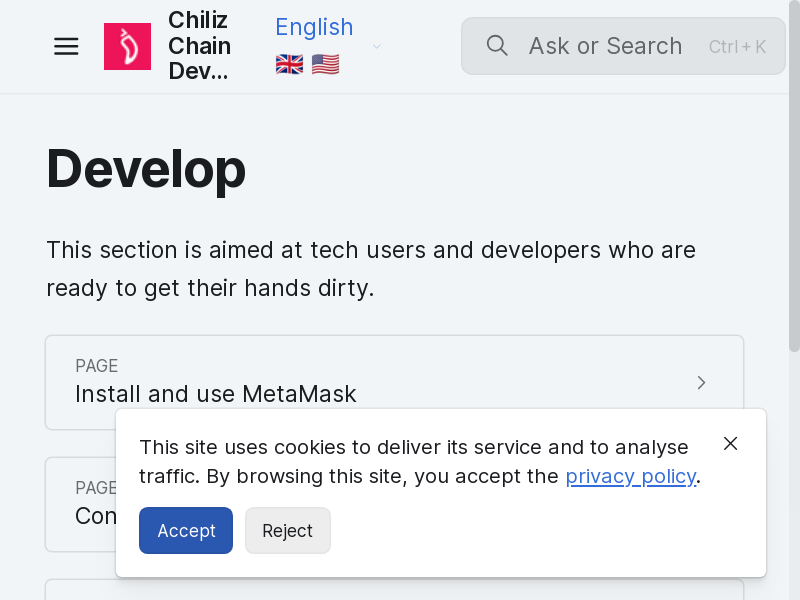 Chiliz
Chain
Dev...
English
🇬🇧 🇺🇸
Ask or Search
Ctrl + K
Develop
This section is aimed at tech users and developers who are
ready to get their hands dirty.
PAGE
Install and use MetaMask
PAGE
Con
This site uses cookies to deliver its service and to analyse
traffic. By browsing this site, you accept the privacy policy.
Accept
Reject